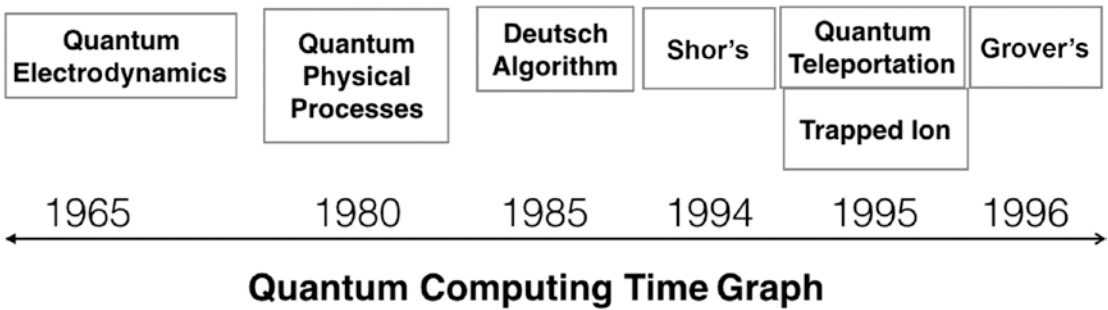 Quantum
Electrodynamics
Quantum
Physical
Processes
Deutsch
Algorithm
Shor's
Quantum
Teleportation
Trapped Ion
Grover's
1965
1980
1985
1994
1995
1996
Quantum Computing Time Graph